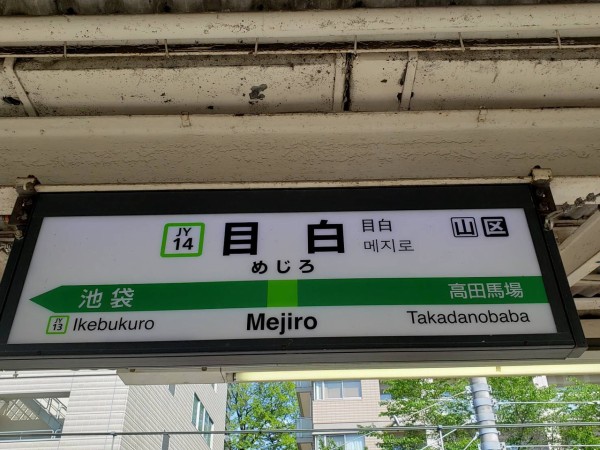 JY
14
目白
目白
메지로
山 区
めじろ
池袋
高田馬場
JY
13
Ikebukuro
Mejiro
Takadanobaba